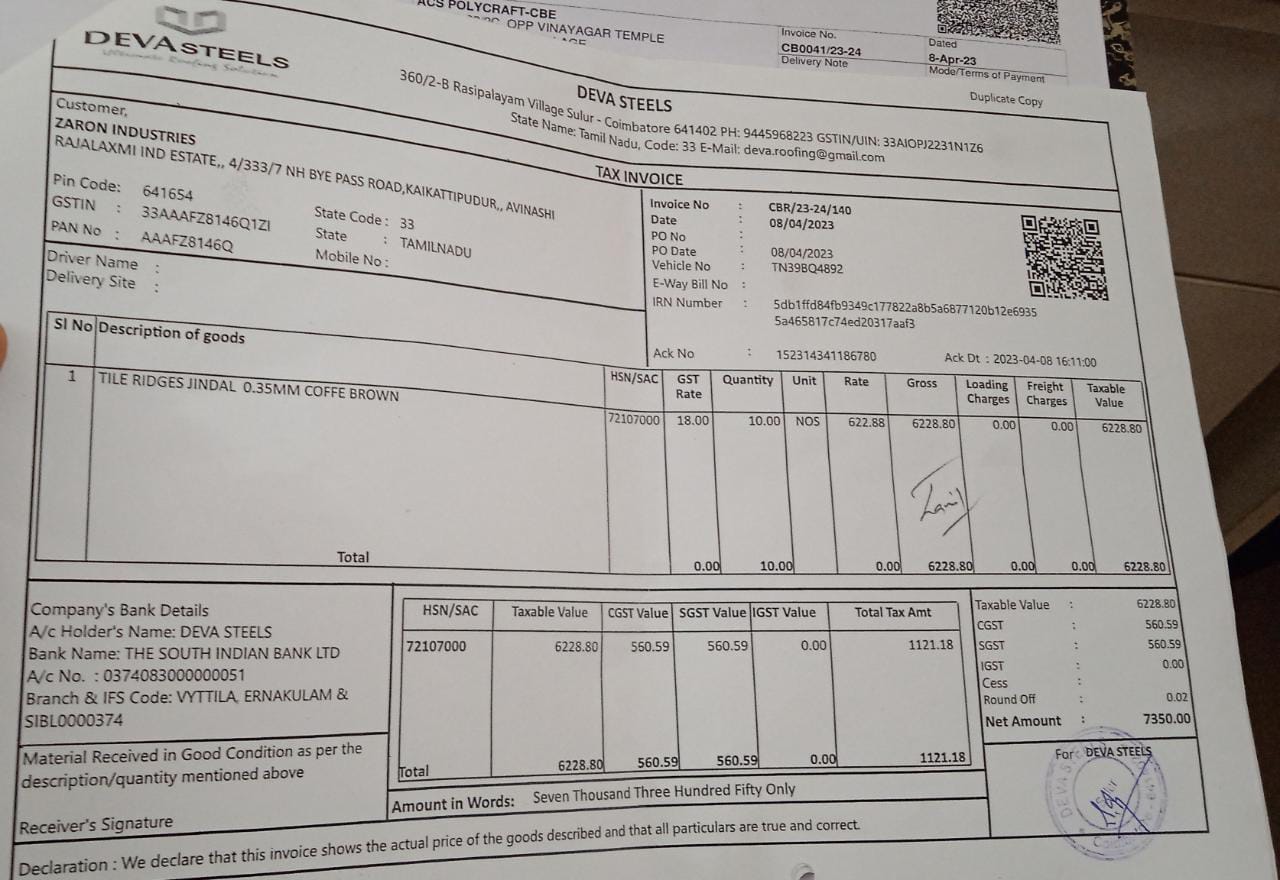 ACS POLYCRAFT-CBE
OPP VINAYAGAR TEMPLE
Invoice No.
CB0041/23-24
Delivery Note
Dated
8-Apr-23
Mode/Terms of Payment
DEVA STEELS
Ultimate Roofing Solution
Duplicate Copy
DEVA STEELS
360/2-B Rasipalayam Village Sulur - Coimbatore 641402 PH: 9445968223 GSTIN/UIN: 33AIOPJ2231N1Z6
State Name: Tamil Nadu, Code: 33 E-Mail: deva.roofing@gmail.com
TAX INVOICE
Customer,
ZARON INDUSTRIES
RAJALAXMI IND ESTATE,, 4/333/7 NH BYE PASS ROAD,KAIKATTIPUDUR,, AVINASHI
Pin Code: 641654
GSTIN : 33AAAFZ8146Q1ZI State Code : 33
PAN No : AAAFZ8146Q State : TAMILNADU
Mobile No :
Driver Name :
Delivery Site :
Invoice No : CBR/23-24/140
Date : 08/04/2023
PO No :
PO Date : 08/04/2023
Vehicle No : TN39BQ4892
E-Way Bill No :
IRN Number : 5db1ffd84fb9349c177822a8b5a6877120b12e6935
5a465817c74ed20317aaf3
Ack No : 152314341186780 Ack Dt : 2023-04-08 16:11:00
Sl No Description of goods HSN/SAC GST Rate Quantity Unit Rate Gross Loading Charges Freight Charges Taxable Value
1 TILE RIDGES JINDAL 0.35MM COFFE BROWN 72107000 18.00 10.00 NOS 622.88 6228.80 0.00 0.00 6228.80
Total 0.00 10.00 0.00 6228.80 0.00 0.00 6228.80
Company's Bank Details
A/c Holder's Name: DEVA STEELS
Bank Name: THE SOUTH INDIAN BANK LTD
A/c No. : 0374083000000051
Branch & IFS Code: VYTTILA, ERNAKULAM &
SIBL0000374
Material Received in Good Condition as per the
description/quantity mentioned above
Receiver's Signature
HSN/SAC Taxable Value CGST Value SGST Value IGST Value Total Tax Amt
72107000 6228.80 560.59 560.59 0.00 1121.18
Total 6228.80 560.59 560.59 0.00 1121.18
Amount in Words: Seven Thousand Three Hundred Fifty Only
Taxable Value : 6228.80
CGST : 560.59
SGST : 560.59
IGST : 0.00
Cess :
Round Off : 0.02
Net Amount : 7350.00
For : DEVA STEELS
Declaration : We declare that this invoice shows the actual price of the goods described and that all particulars are true and correct.